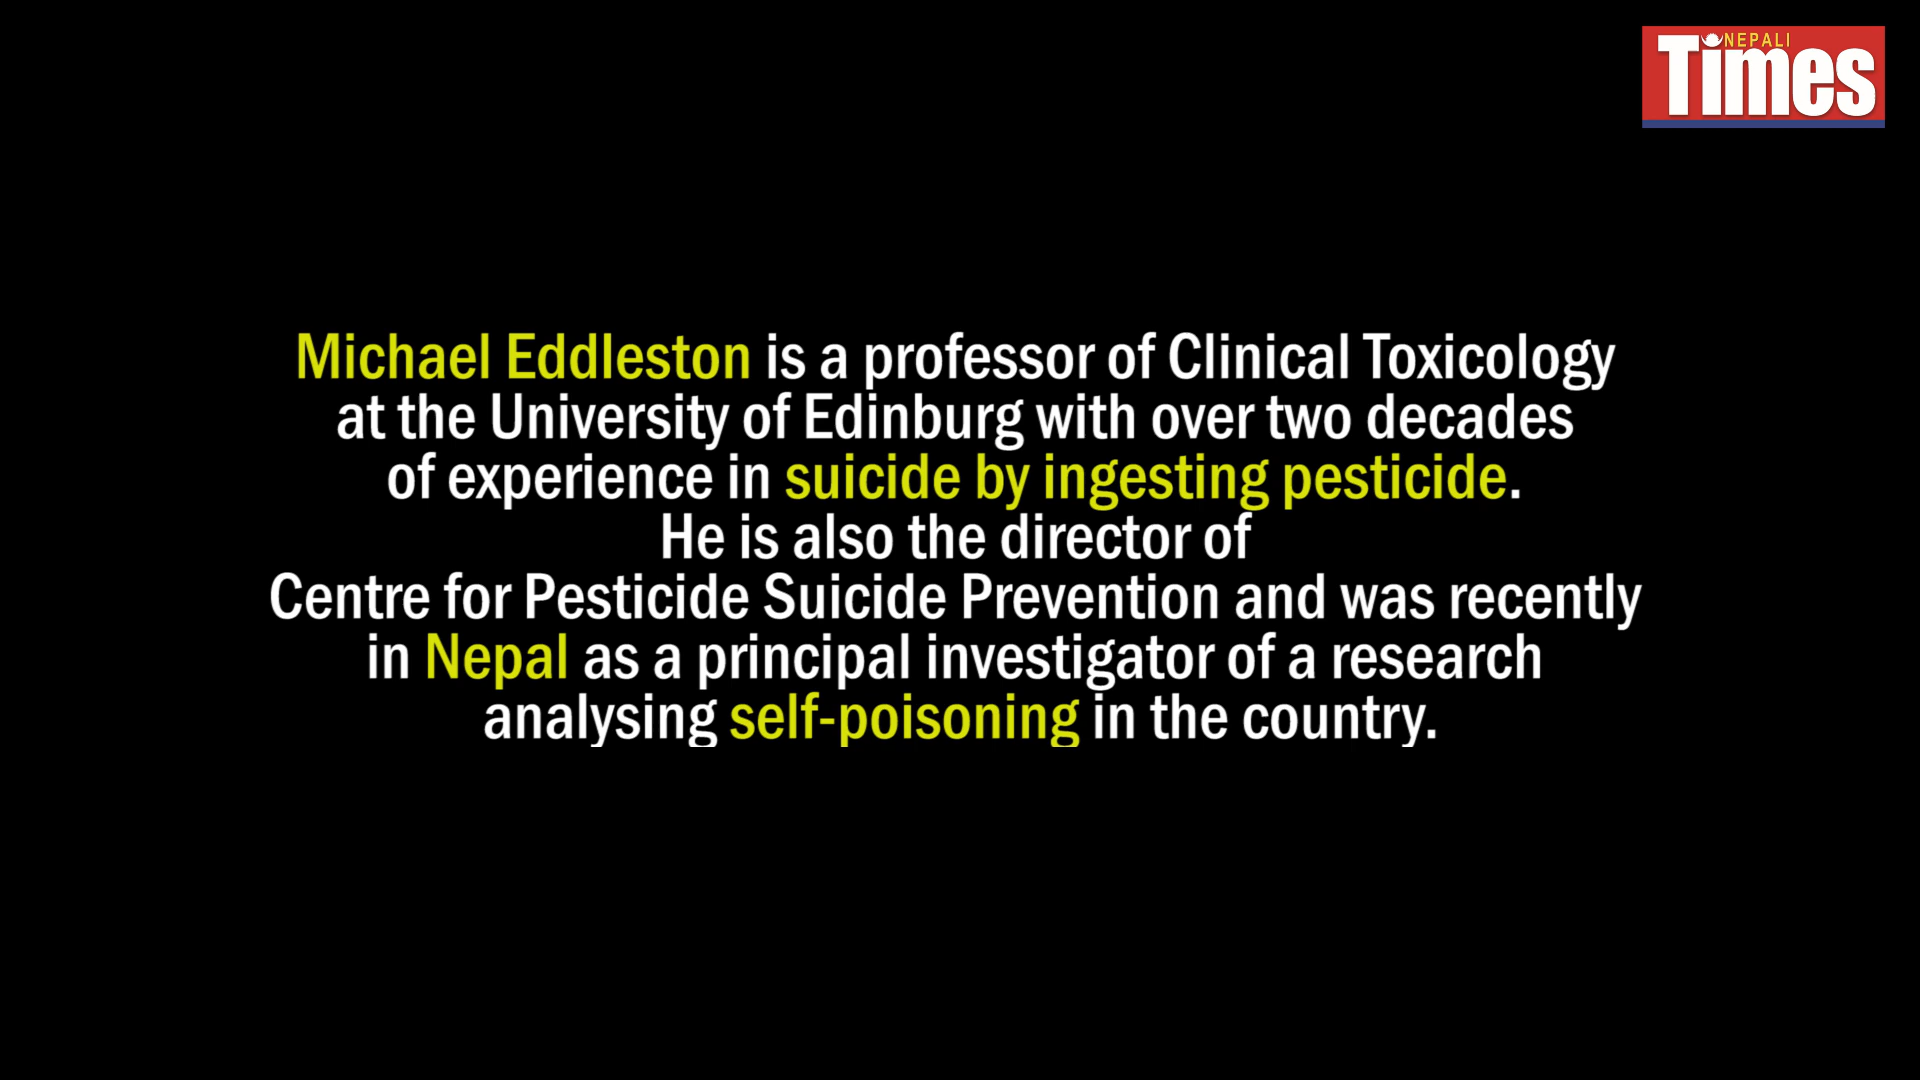 NEPALI
Times
Michael Eddleston is a professor of Clinical Toxicology
at the University of Edinburg with over two decades
of experience in suicide by ingesting pesticide.
He is also the director of
Centre for Pesticide Suicide Prevention and was recently
in Nepal as a principal investigator of a research
analysing self-poisoning in the country.